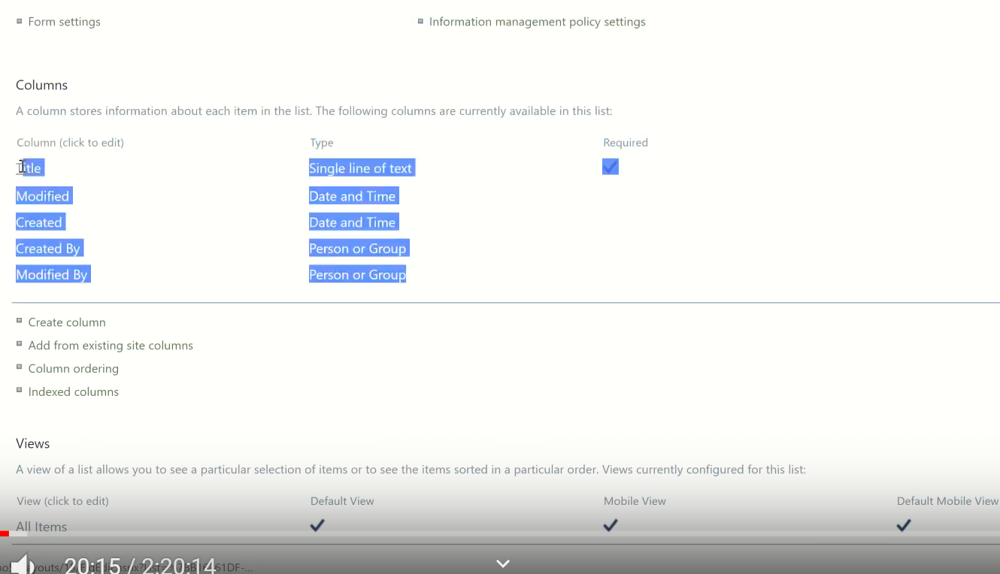 Form settings
Information management policy settings
Columns
A column stores information about each item in the list. The following columns are currently available in this list:
Column (click to edit) Type Required
Title Single line of text
Modified Date and Time
Created Date and Time
Created By Person or Group
Modified By Person or Group
Create column
Add from existing site columns
Column ordering
Indexed columns
Views
A view of a list allows you to see a particular selection of items or to see the items sorted in a particular order. Views currently configured for this list:
View (click to edit) Default View Mobile View Default Mobile View
All Items
20:15 / 2:20:14